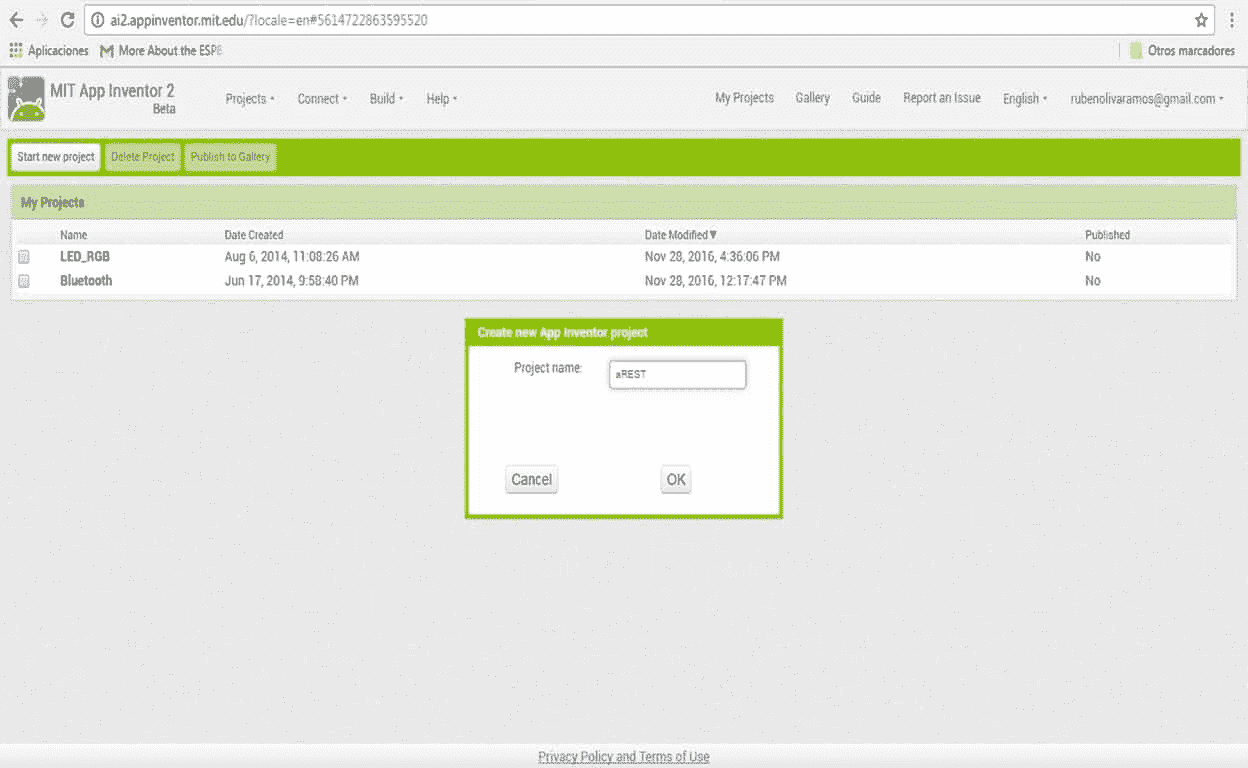 ai2.appinventor.mit.edu/?locale=en#5614722863595520
Aplicaciones More About the ESP8 Otros marcadores
MIT App Inventor 2
Beta
Projects Connect Build Help My Projects Gallery Guide Report an Issue English rubenolivaramos@gmail.com
Start new project Delete Project Publish to Gallery
My Projects
Name Date Created Date Modified▼ Published
LED_RGB Aug 6, 2014, 11:08:26 AM Nov 28, 2016, 4:36:06 PM No
Bluetooth Jun 17, 2014, 9:58:40 PM Nov 28, 2016, 12:17:47 PM No
Create new App Inventor project
Project name: aREST
Cancel OK
Privacy Policy and Terms of Use